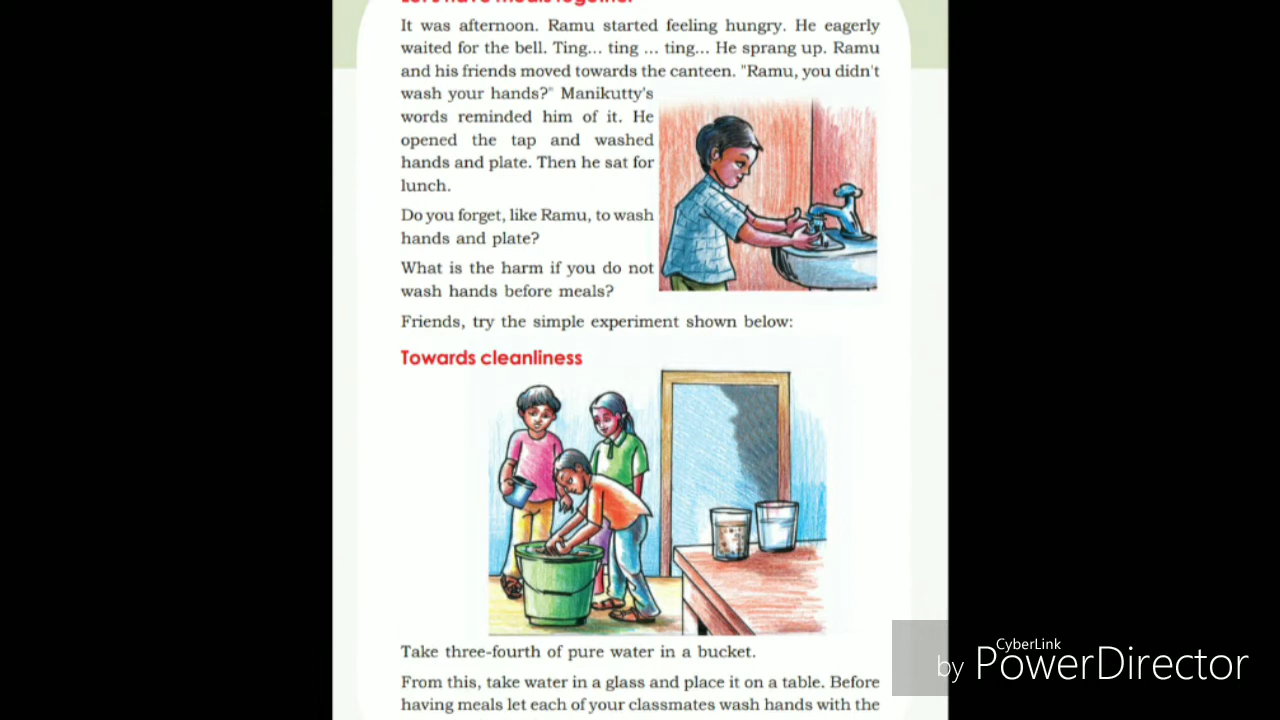 Let's have meals together
It was afternoon. Ramu started feeling hungry. He eagerly
waited for the bell. Ting... ting ... ting... He sprang up. Ramu
and his friends moved towards the canteen. "Ramu, you didn't
wash your hands?" Manikutty's
words reminded him of it. He
opened the tap and washed
hands and plate. Then he sat for
lunch.
Do you forget, like Ramu, to wash
hands and plate?
What is the harm if you do not
wash hands before meals?
Friends, try the simple experiment shown below:
Towards cleanliness
Take three-fourth of pure water in a bucket.
From this, take water in a glass and place it on a table. Before
having meals let each of your classmates wash hands with the
by CyberLink PowerDirector